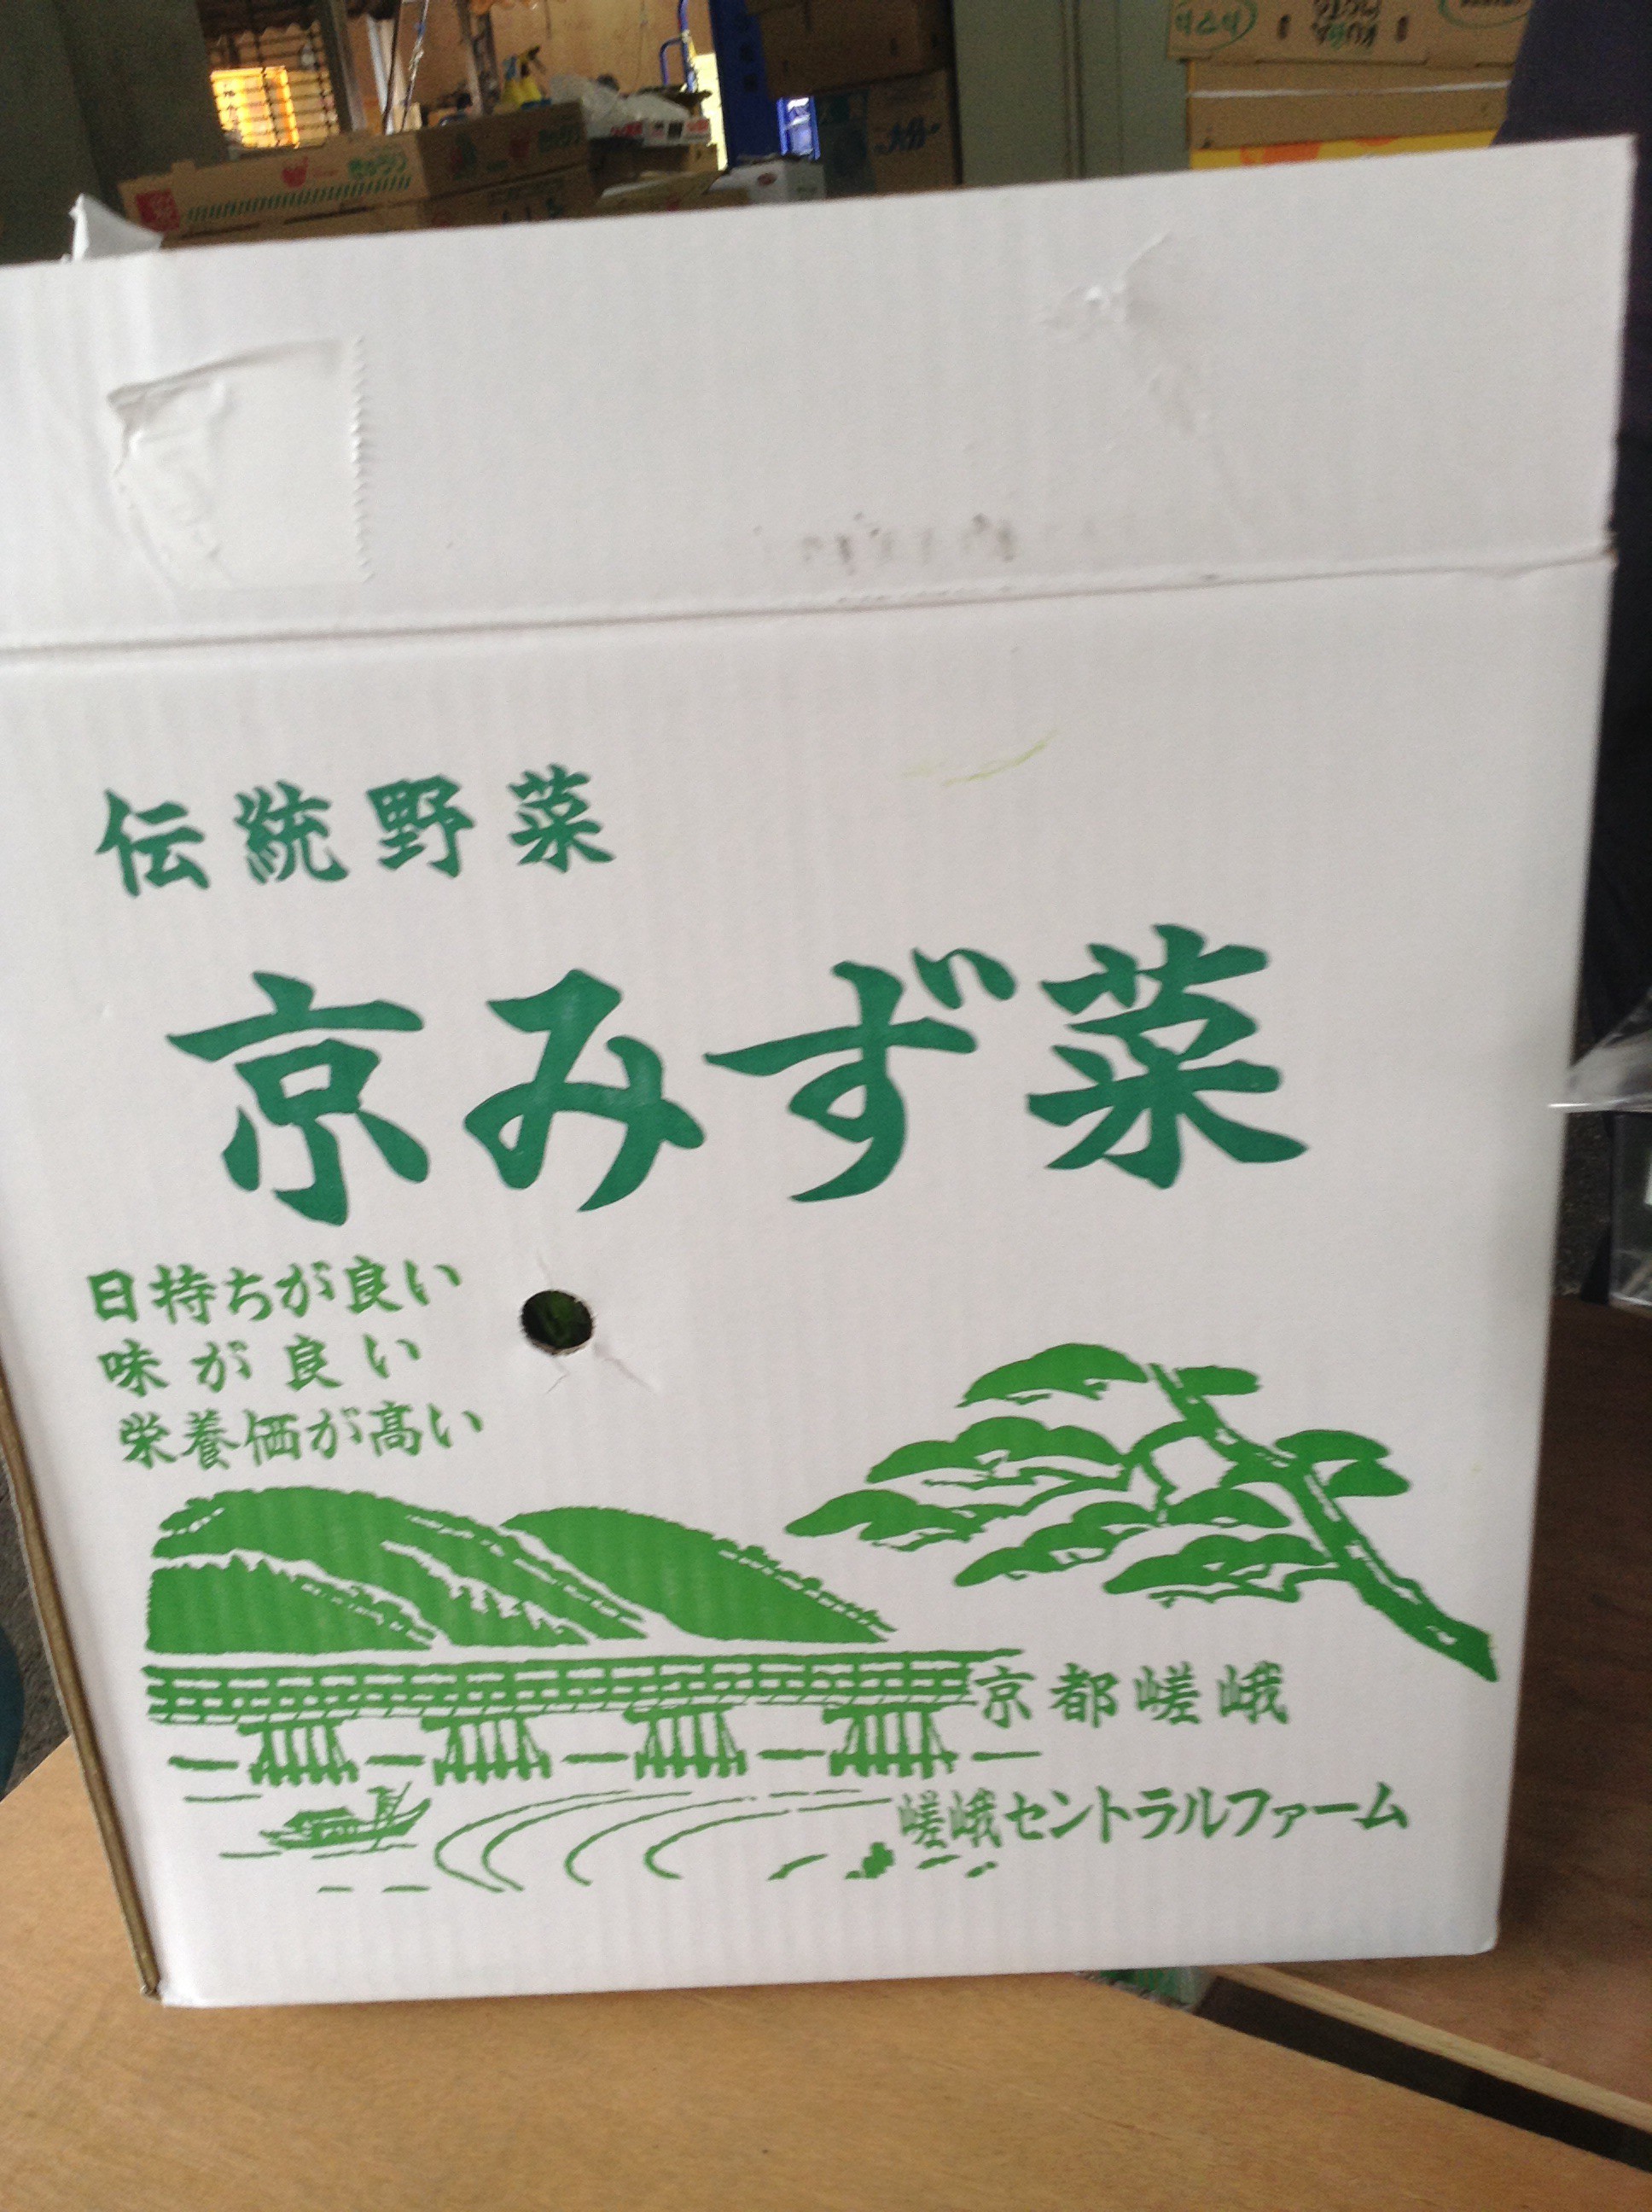 伝統野菜
京みず菜
日持ちが良い
味が良い
栄養価が高い
京都嵯峨
嵯峨セントラルファーム